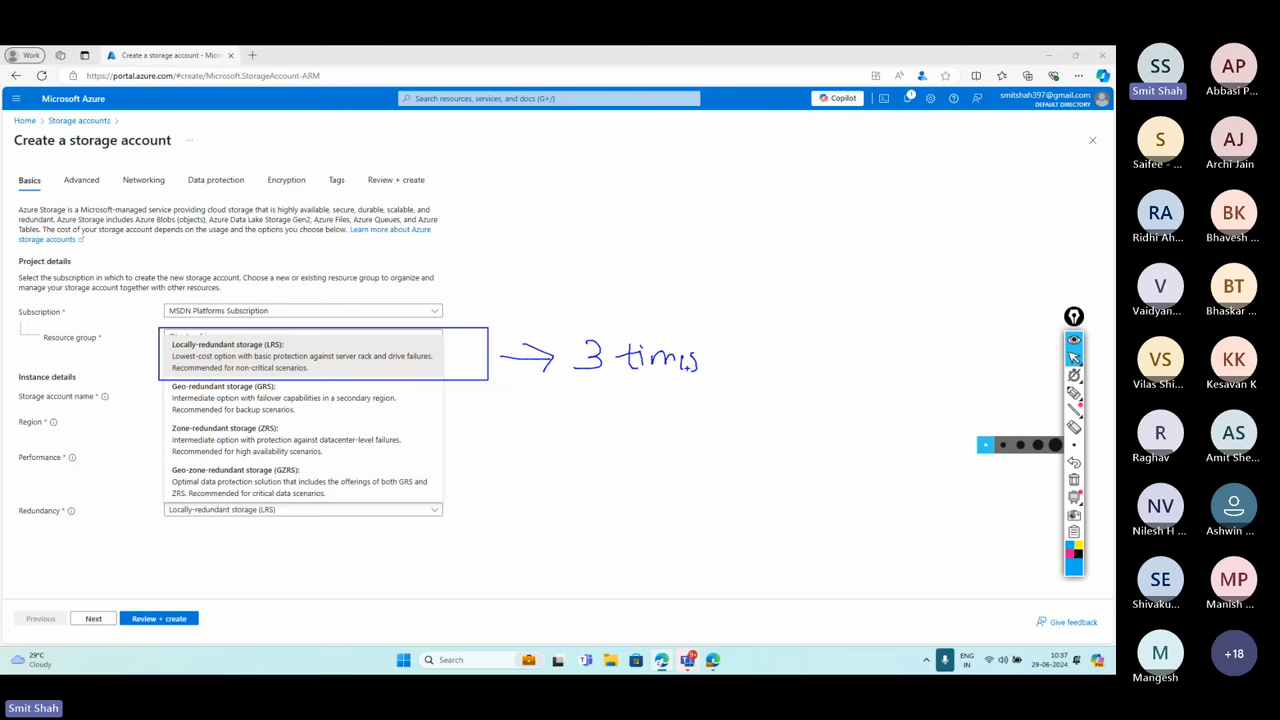 Work
Create a storage account - Micr
https://portal.azure.com/#create/Microsoft.StorageAccount-ARM
Microsoft Azure
Search resources, services, and docs (G+/)
Copilot
1
smitshah397@gmail.com
DEFAULT DIRECTORY
Home > Storage accounts >
Create a storage account
Basics Advanced Networking Data protection Encryption Tags Review + create
Azure Storage is a Microsoft-managed service providing cloud storage that is highly available, secure, durable, scalable, and
redundant. Azure Storage includes Azure Blobs (objects), Azure Data Lake Storage Gen2, Azure Files, Azure Queues, and Azure
Tables. The cost of your storage account depends on the usage and the options you choose below. Learn more about Azure
storage accounts
Project details
Select the subscription in which to create the new storage account. Choose a new or existing resource group to organize and
manage your storage account together with other resources.
Subscription * MSDN Platforms Subscription
Resource group *
Locally-redundant storage (LRS):
Lowest-cost option with basic protection against server rack and drive failures.
Recommended for non-critical scenarios.
3 times
Instance details
Geo-redundant storage (GRS):
Storage account name *
Intermediate option with failover capabilities in a secondary region.
Recommended for backup scenarios.
Region *
Zone-redundant storage (ZRS):
Intermediate option with protection against datacenter-level failures.
Recommended for high availability scenarios.
Performance *
Geo-zone-redundant storage (GZRS):
Optimal data protection solution that includes the offerings of both GRS and
ZRS. Recommended for critical data scenarios.
Redundancy * Locally-redundant storage (LRS)
Previous Next Review + create
Give feedback
29°C
Cloudy
Search
ENG
IN
10:37
29-06-2024
Smit Shah
SS
Smit Shah
AP
Abbasi P...
S
Saifee - ...
AJ
Archi Jain
RA
Ridhi Ah...
BK
Bhavesh ...
V
Vaidyan...
BT
Bhaskar ...
VS
Vilas Shi...
KK
Kesavan K
R
Raghav
AS
Amit She...
NV
Nilesh H ...
Ashwin ...
SE
Shivaku...
MP
Manish ...
M
Mangesh
+18